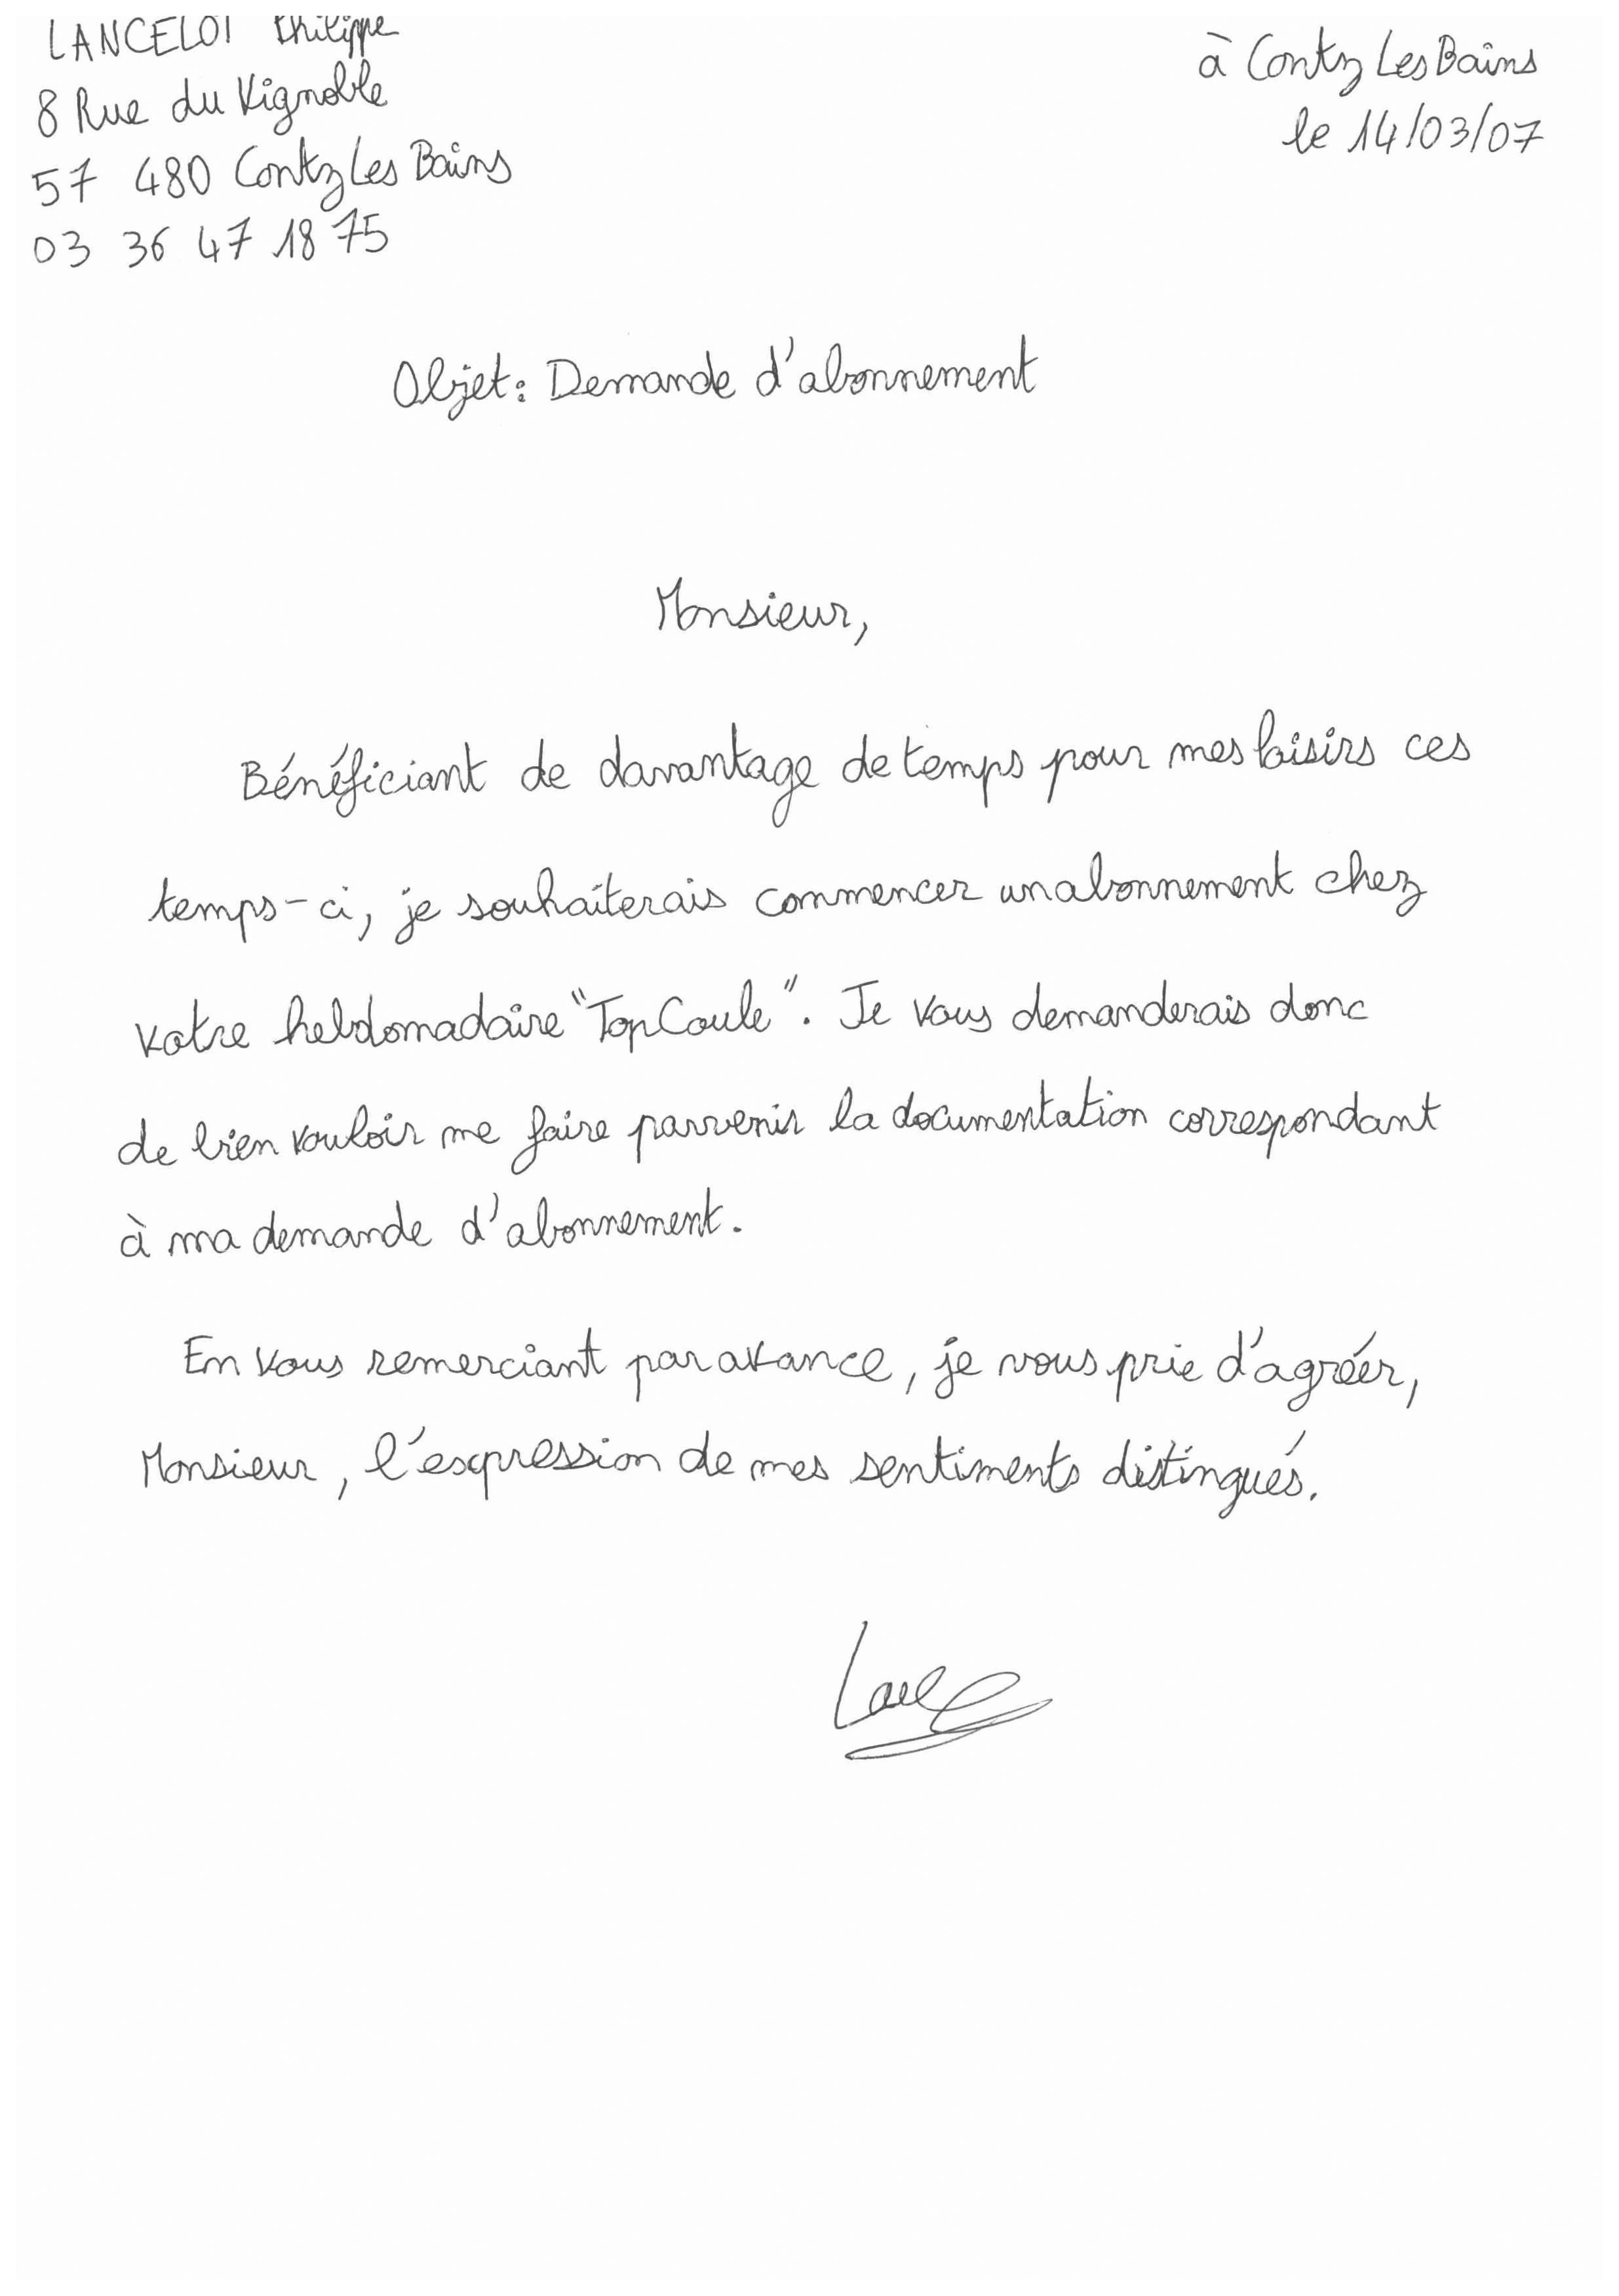 LANCELOT Philippe
8 Rue du Vignoble
57 480 Contz Les Bains
03 36 47 18 75
à Contz Les Bains
le 14/03/07
Objet : Demande d'abonnement
Monsieur,
Bénéficiant de davantage de temps pour mes loisirs ces
temps-ci, je souhaiterais commencer un abonnement chez
votre hebdomadaire "TopCoule". Je vous demanderais donc
de bien vouloir me faire parvenir la documentation correspondant
à ma demande d'abonnement.
En vous remerciant par avance, je vous prie d'agréér,
Monsieur, l'expression de mes sentiments distingués.